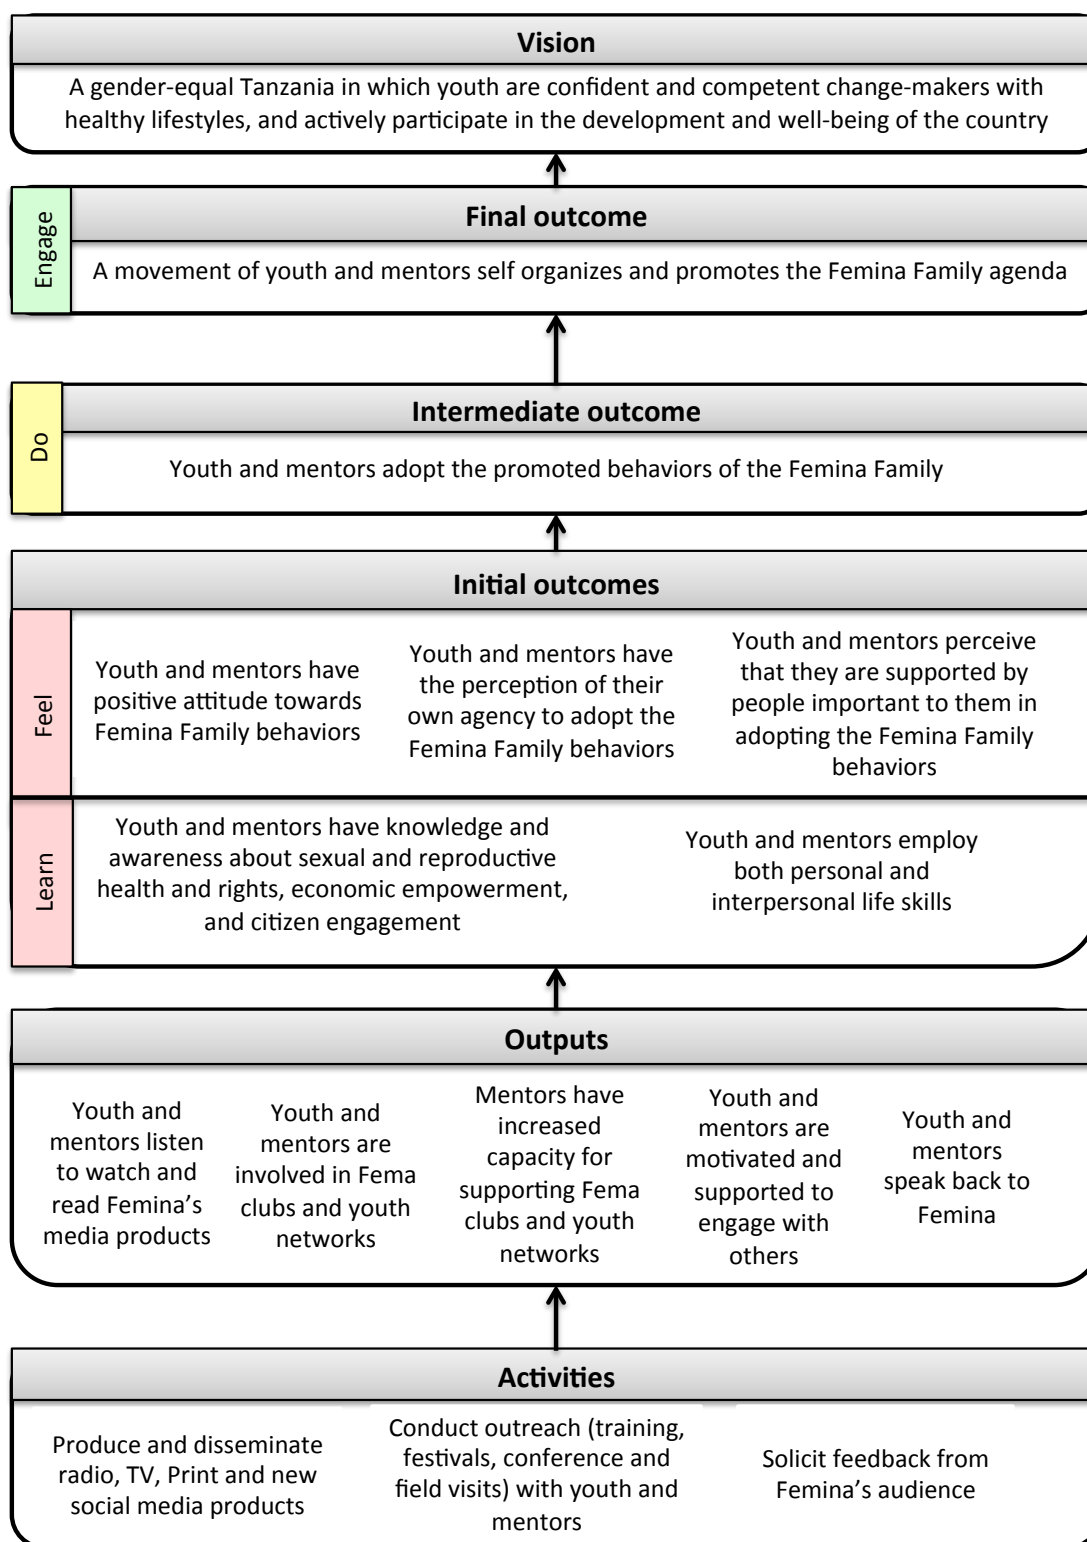 Vision
A gender-equal Tanzania in which youth are confident and competent change-makers with
healthy lifestyles, and actively participate in the development and well-being of the country
Engage
Final outcome
A movement of youth and mentors self organizes and promotes the Femina Family agenda
Do
Intermediate outcome
Youth and mentors adopt the promoted behaviors of the Femina Family
Initial outcomes
Feel
Youth and mentors have
positive attitude towards
Femina Family behaviors
Youth and mentors have
the perception of their
own agency to adopt the
Femina Family behaviors
Youth and mentors perceive
that they are supported by
people important to them in
adopting the Femina Family
behaviors
Learn
Youth and mentors have knowledge and
awareness about sexual and reproductive
health and rights, economic empowerment,
and citizen engagement
Youth and mentors employ
both personal and
interpersonal life skills
Outputs
Youth and
mentors listen
to watch and
read Femina's
media products
Youth and
mentors are
involved in Fema
clubs and youth
networks
Mentors have
increased
capacity for
supporting Fema
clubs and youth
networks
Youth and
mentors are
motivated and
supported to
engage with
others
Youth and
mentors
speak back to
Femina
Activities
Produce and disseminate
radio, TV, Print and new
social media products
Conduct outreach (training,
festivals, conference and
field visits) with youth and
mentors
Solicit feedback from
Femina's audience